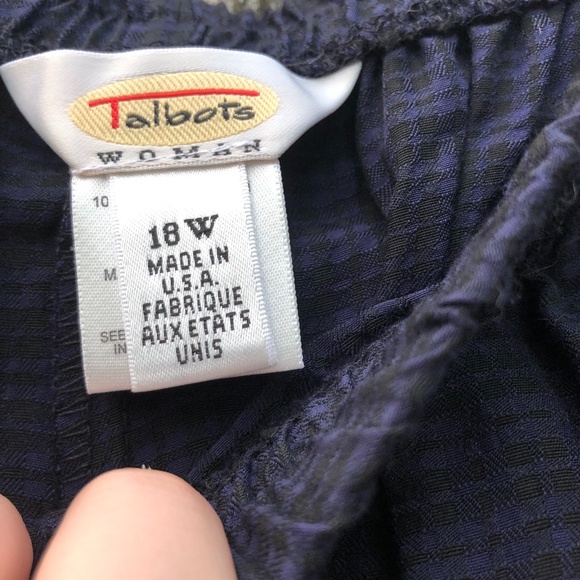 Talbots
WOMAN
10
18 W
MADE IN
U.S.A.
FABRIQUE
AUX ETATS
UNIS
M
SEE
IN